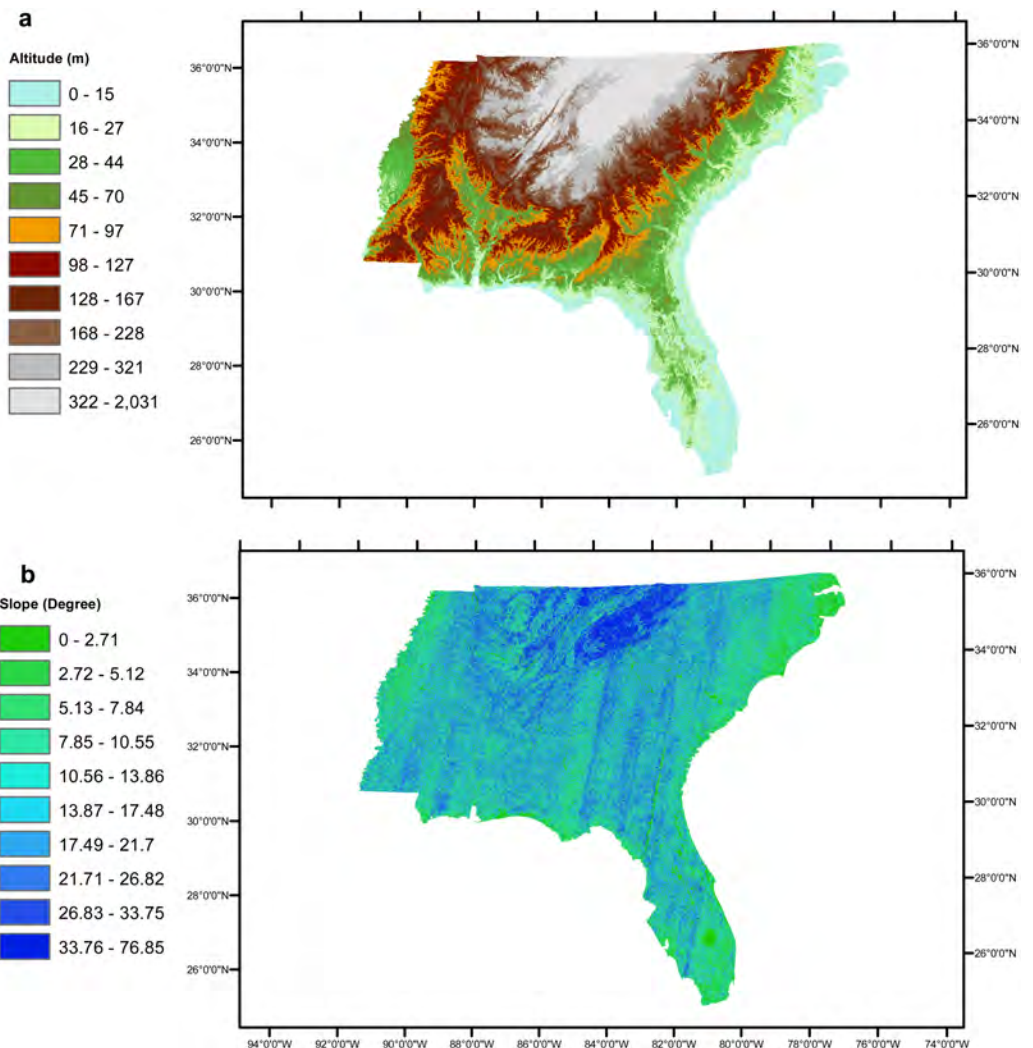 a
Altitude (m)
0 - 15
16 - 27
28 - 44
45 - 70
71 - 97
98 - 127
128 - 167
168 - 228
229 - 321
322 - 2,031
36°0'0"N
34°0'0"N
32°0'0"N
30°0'0"N
28°0'0"N
26°0'0"N
36°0'0"N
34°0'0"N
32°0'0"N
30°0'0"N
28°0'0"N
26°0'0"N
b
Slope (Degree)
0 - 2.71
2.72 - 5.12
5.13 - 7.84
7.85 - 10.55
10.56 - 13.86
13.87 - 17.48
17.49 - 21.7
21.71 - 26.82
26.83 - 33.75
33.76 - 76.85
36°0'0"N
34°0'0"N
32°0'0"N
30°0'0"N
28°0'0"N
26°0'0"N
36°0'0"N
34°0'0"N
32°0'0"N
30°0'0"N
28°0'0"N
26°0'0"N
94°0'0"W 92°0'0"W 90°0'0"W 88°0'0"W 86°0'0"W 84°0'0"W 82°0'0"W 80°0'0"W 78°0'0"W 76°0'0"W 74°0'0"W